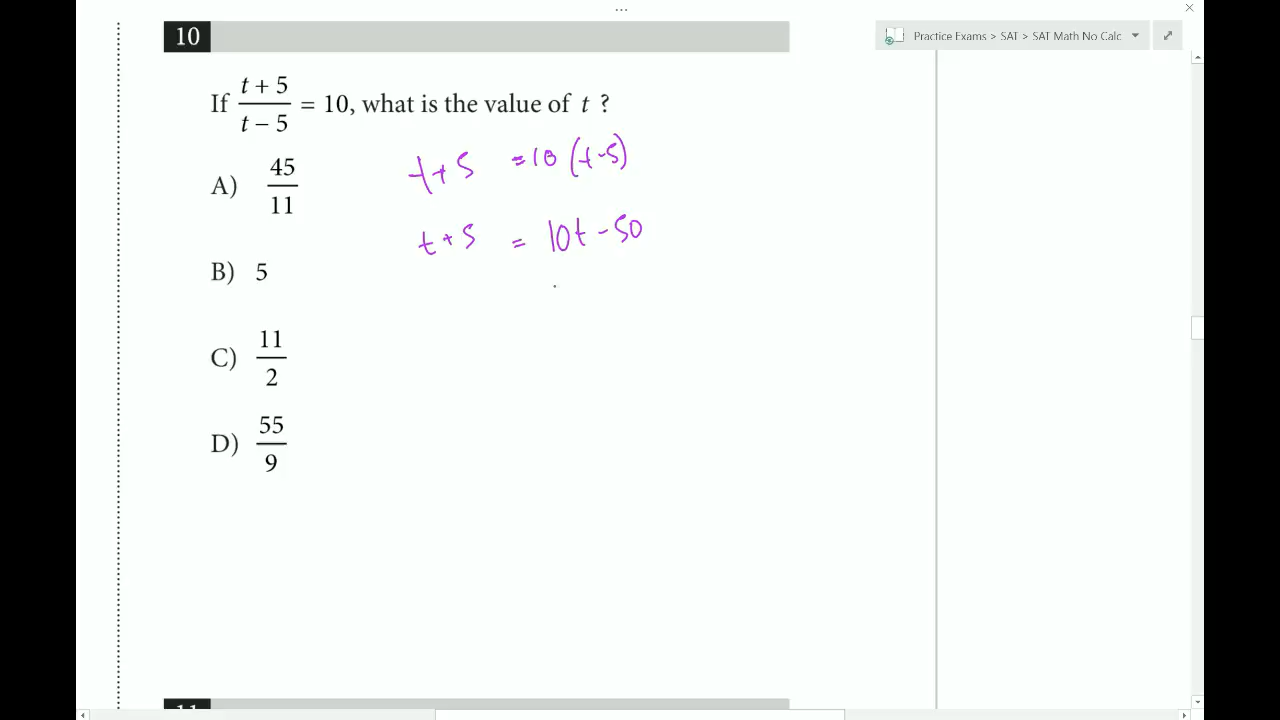 ...
10
Practice Exams > SAT > SAT Math No Calc
If (t + 5)/(t − 5) = 10, what is the value of t ?
t+5 =10 (t-5)
A) 45/11
t+5 = 10t - 50
B) 5
C) 11/2
D) 55/9
11